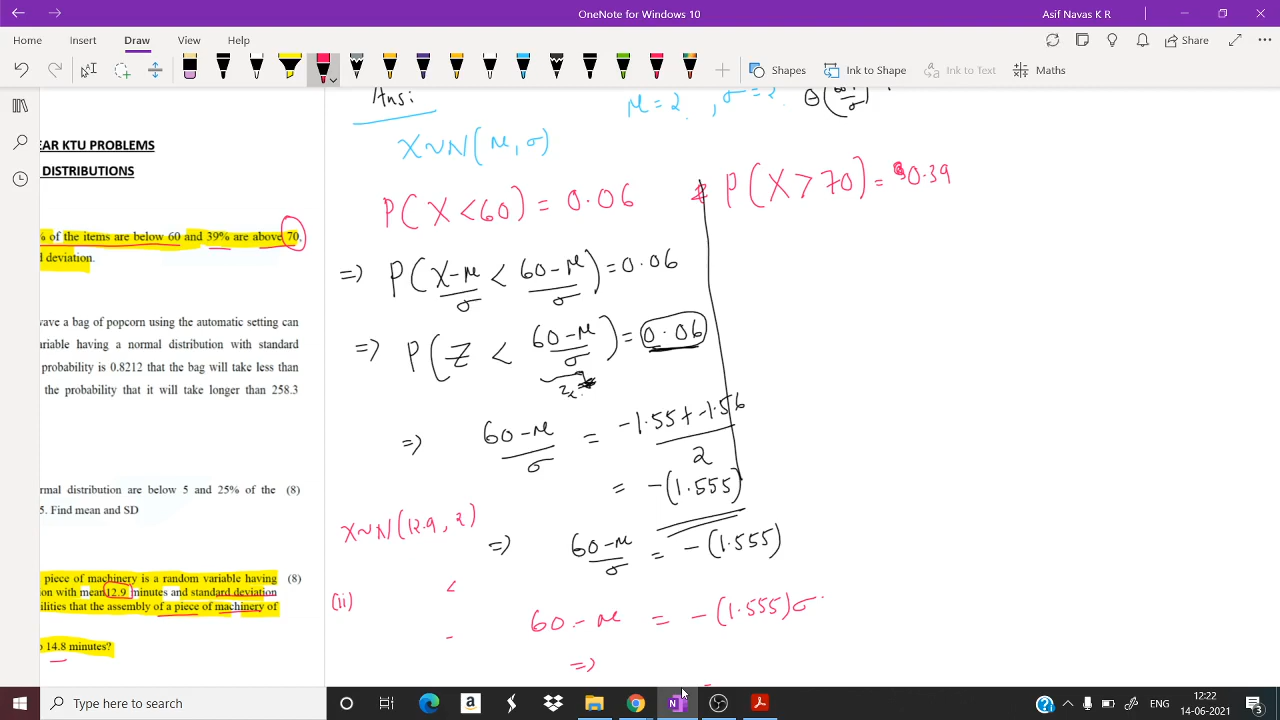 OneNote for Windows 10
Asif Navas K R
Home Insert Draw View Help
Share
Shapes Ink to Shape Ink to Text Maths
EAR KTU PROBLEMS
DISTRIBUTIONS
% of the items are below 60 and 39% are above 70,
d deviation.
wave a bag of popcorn using the automatic setting can
ariable having a normal distribution with standard
probability is 0.8212 that the bag will take less than
the probability that it will take longer than 258.3
rmal distribution are below 5 and 25% of the (8)
5. Find mean and SD
piece of machinery is a random variable having (8)
on with mean 12.9 minutes and standard deviation
ilities that the assembly of a piece of machinery of
o 14.8 minutes?
Ans:
μ = 2, σ = 2.
X~N(μ, σ)
P(X<60) = 0.06
P(X > 70) = 0.39
=> P(X-μ/σ < 60-μ/σ) = 0.06
=> P(Z < 60-μ/σ) = 0.06
=> 60-μ/σ = -1.55+-1.56/2
= -(1.555)
X~N(12.9, 2)
=> 60-μ/σ = -(1.555)
(ii)
<
60-μ = -(1.555)σ
=>
Type here to search
ENG
12:22
14-06-2021
3